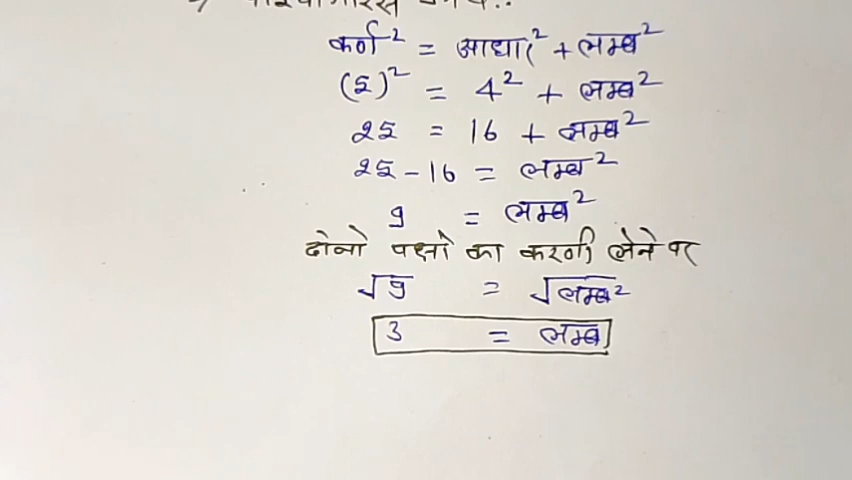 कर्ण² = आधार² + लम्ब²
(5)² = 4² + लम्ब²
25 = 16 + लम्ब²
25 - 16 = लम्ब²
9 = लम्ब²
दोनो पक्षो का करणी लेने पर
√9 = √लम्ब²
3 = लम्ब